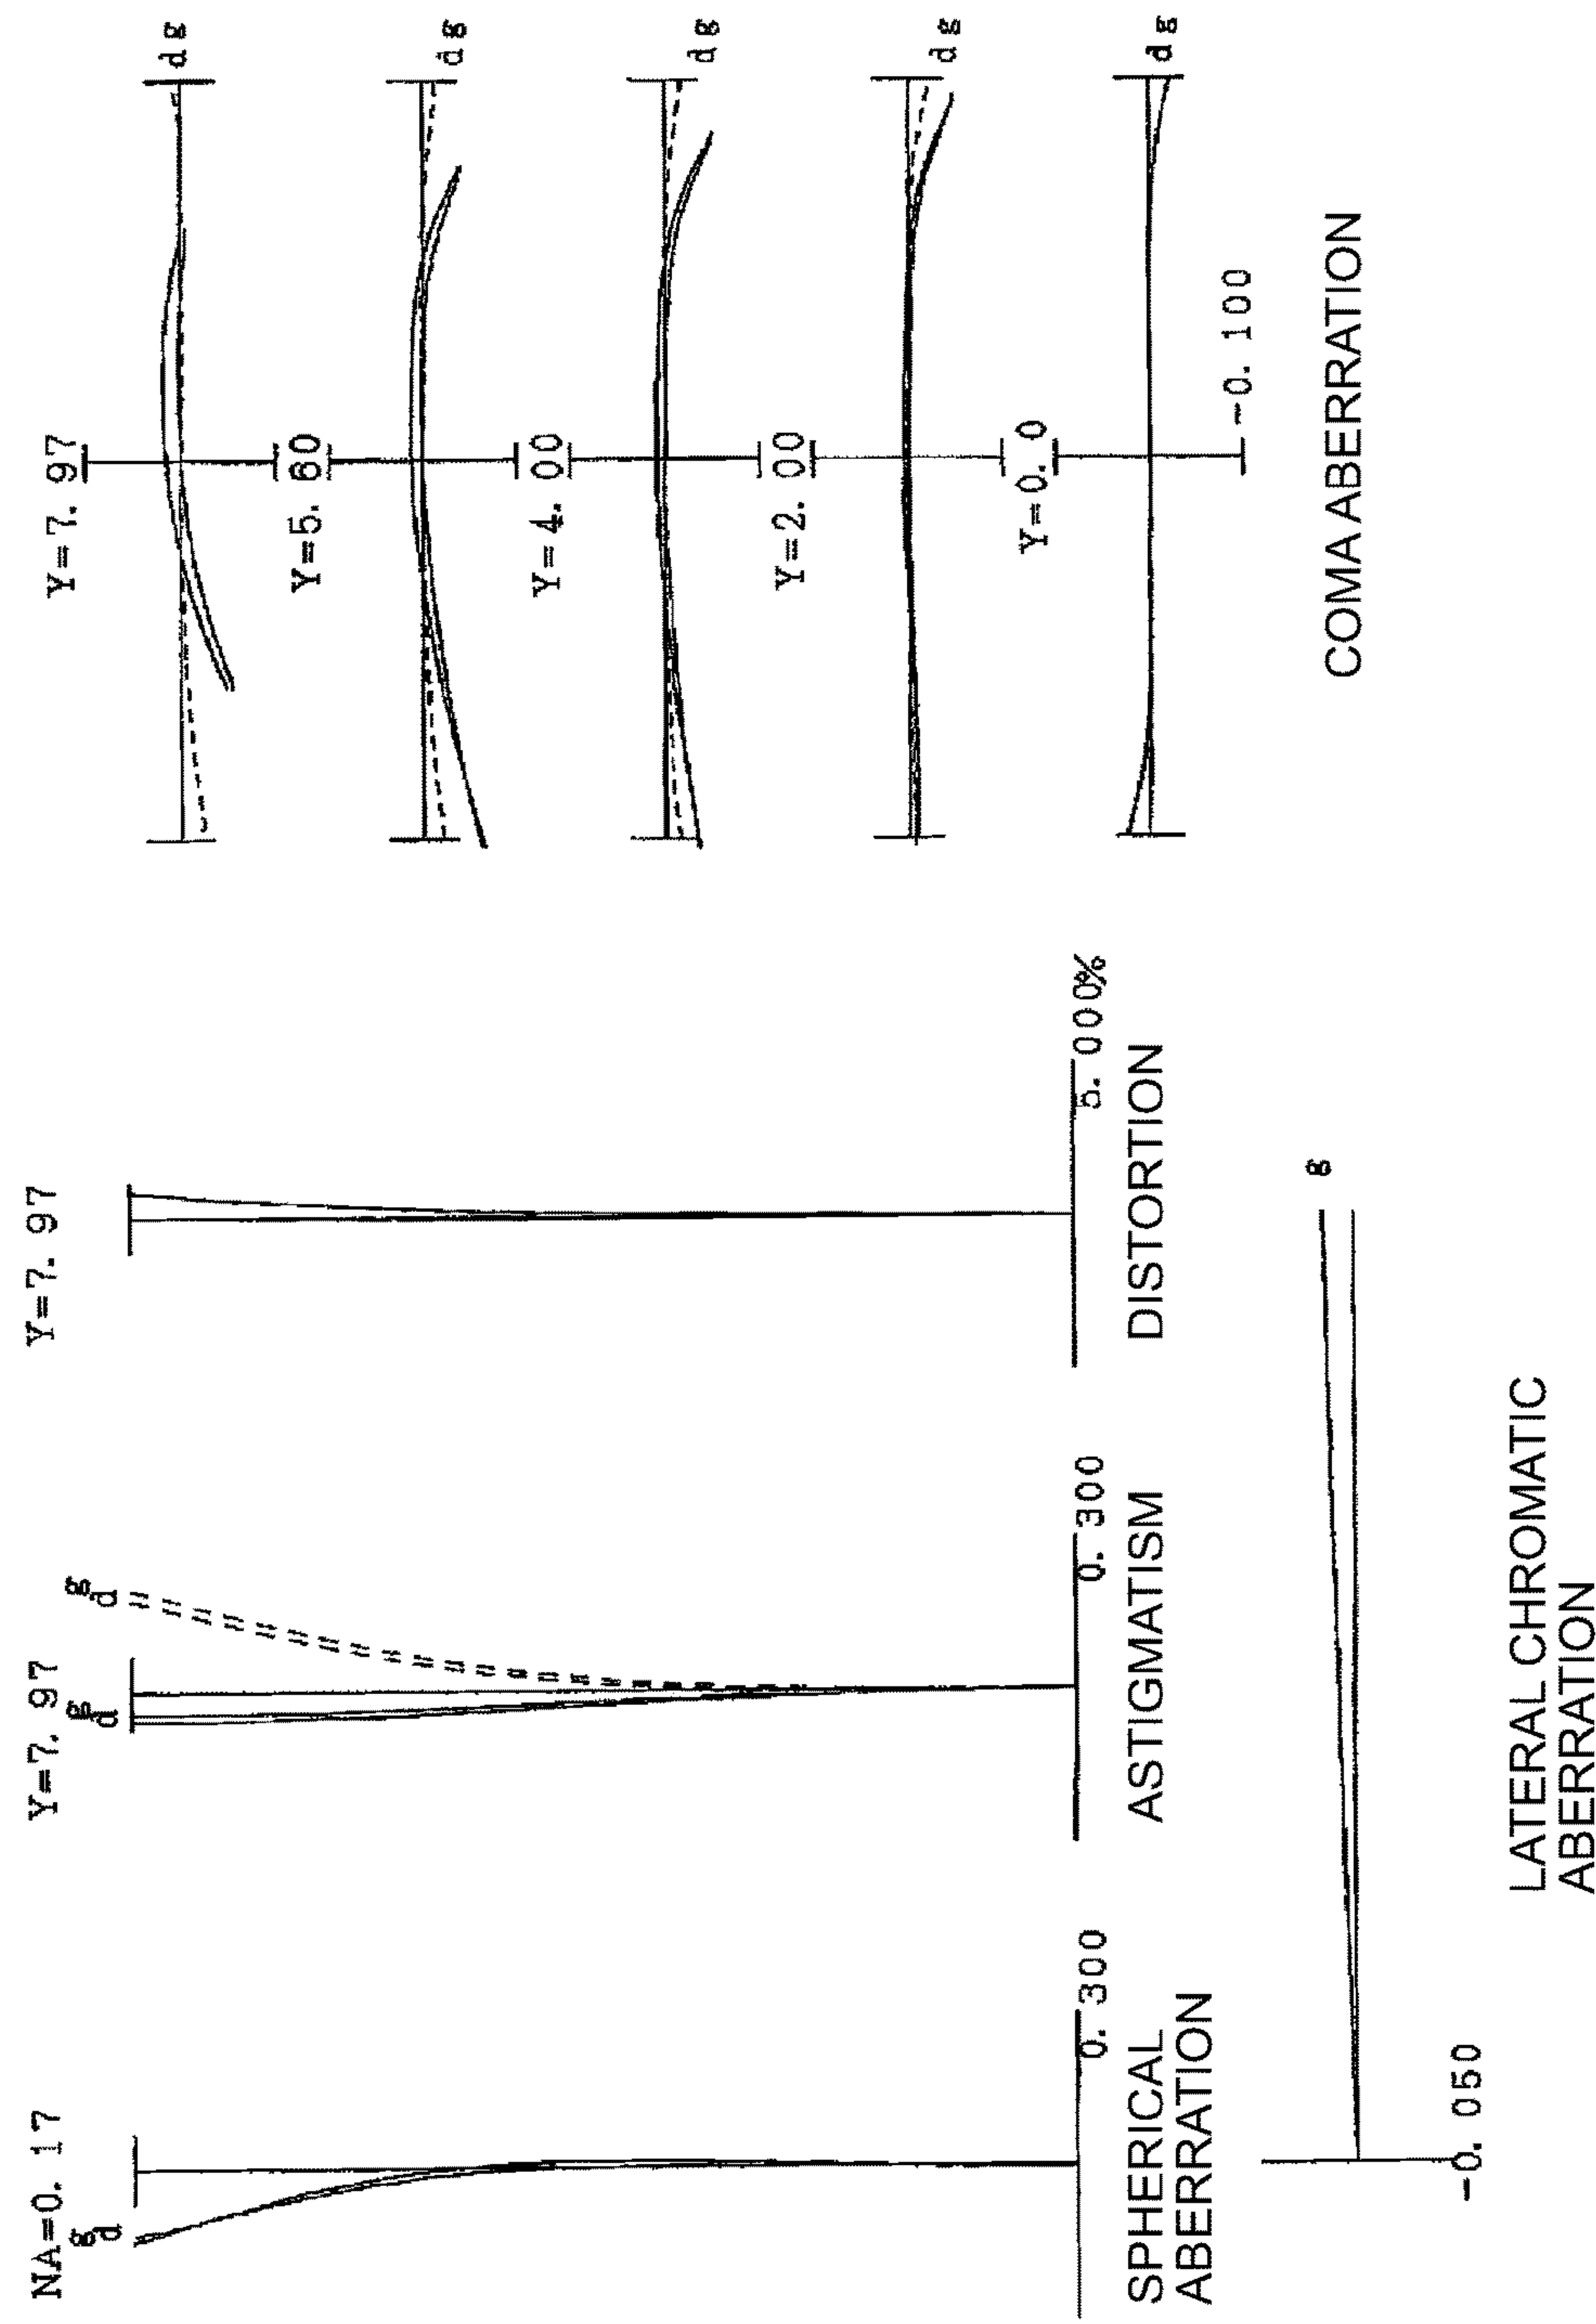 NA=0. 17
g
d
0. 300
SPHERICAL
ABERRATION
Y=7. 97
g
d
g
d
0. 300
ASTIGMATISM
Y=7. 97
5. 000%
DISTORTION
g
-0. 050
LATERAL CHROMATIC
ABERRATION
Y=7. 97
d g
Y=5. 60
d g
Y=4. 00
d g
Y=2. 00
d g
Y=0. 0
d g
-0. 100
COMA ABERRATION